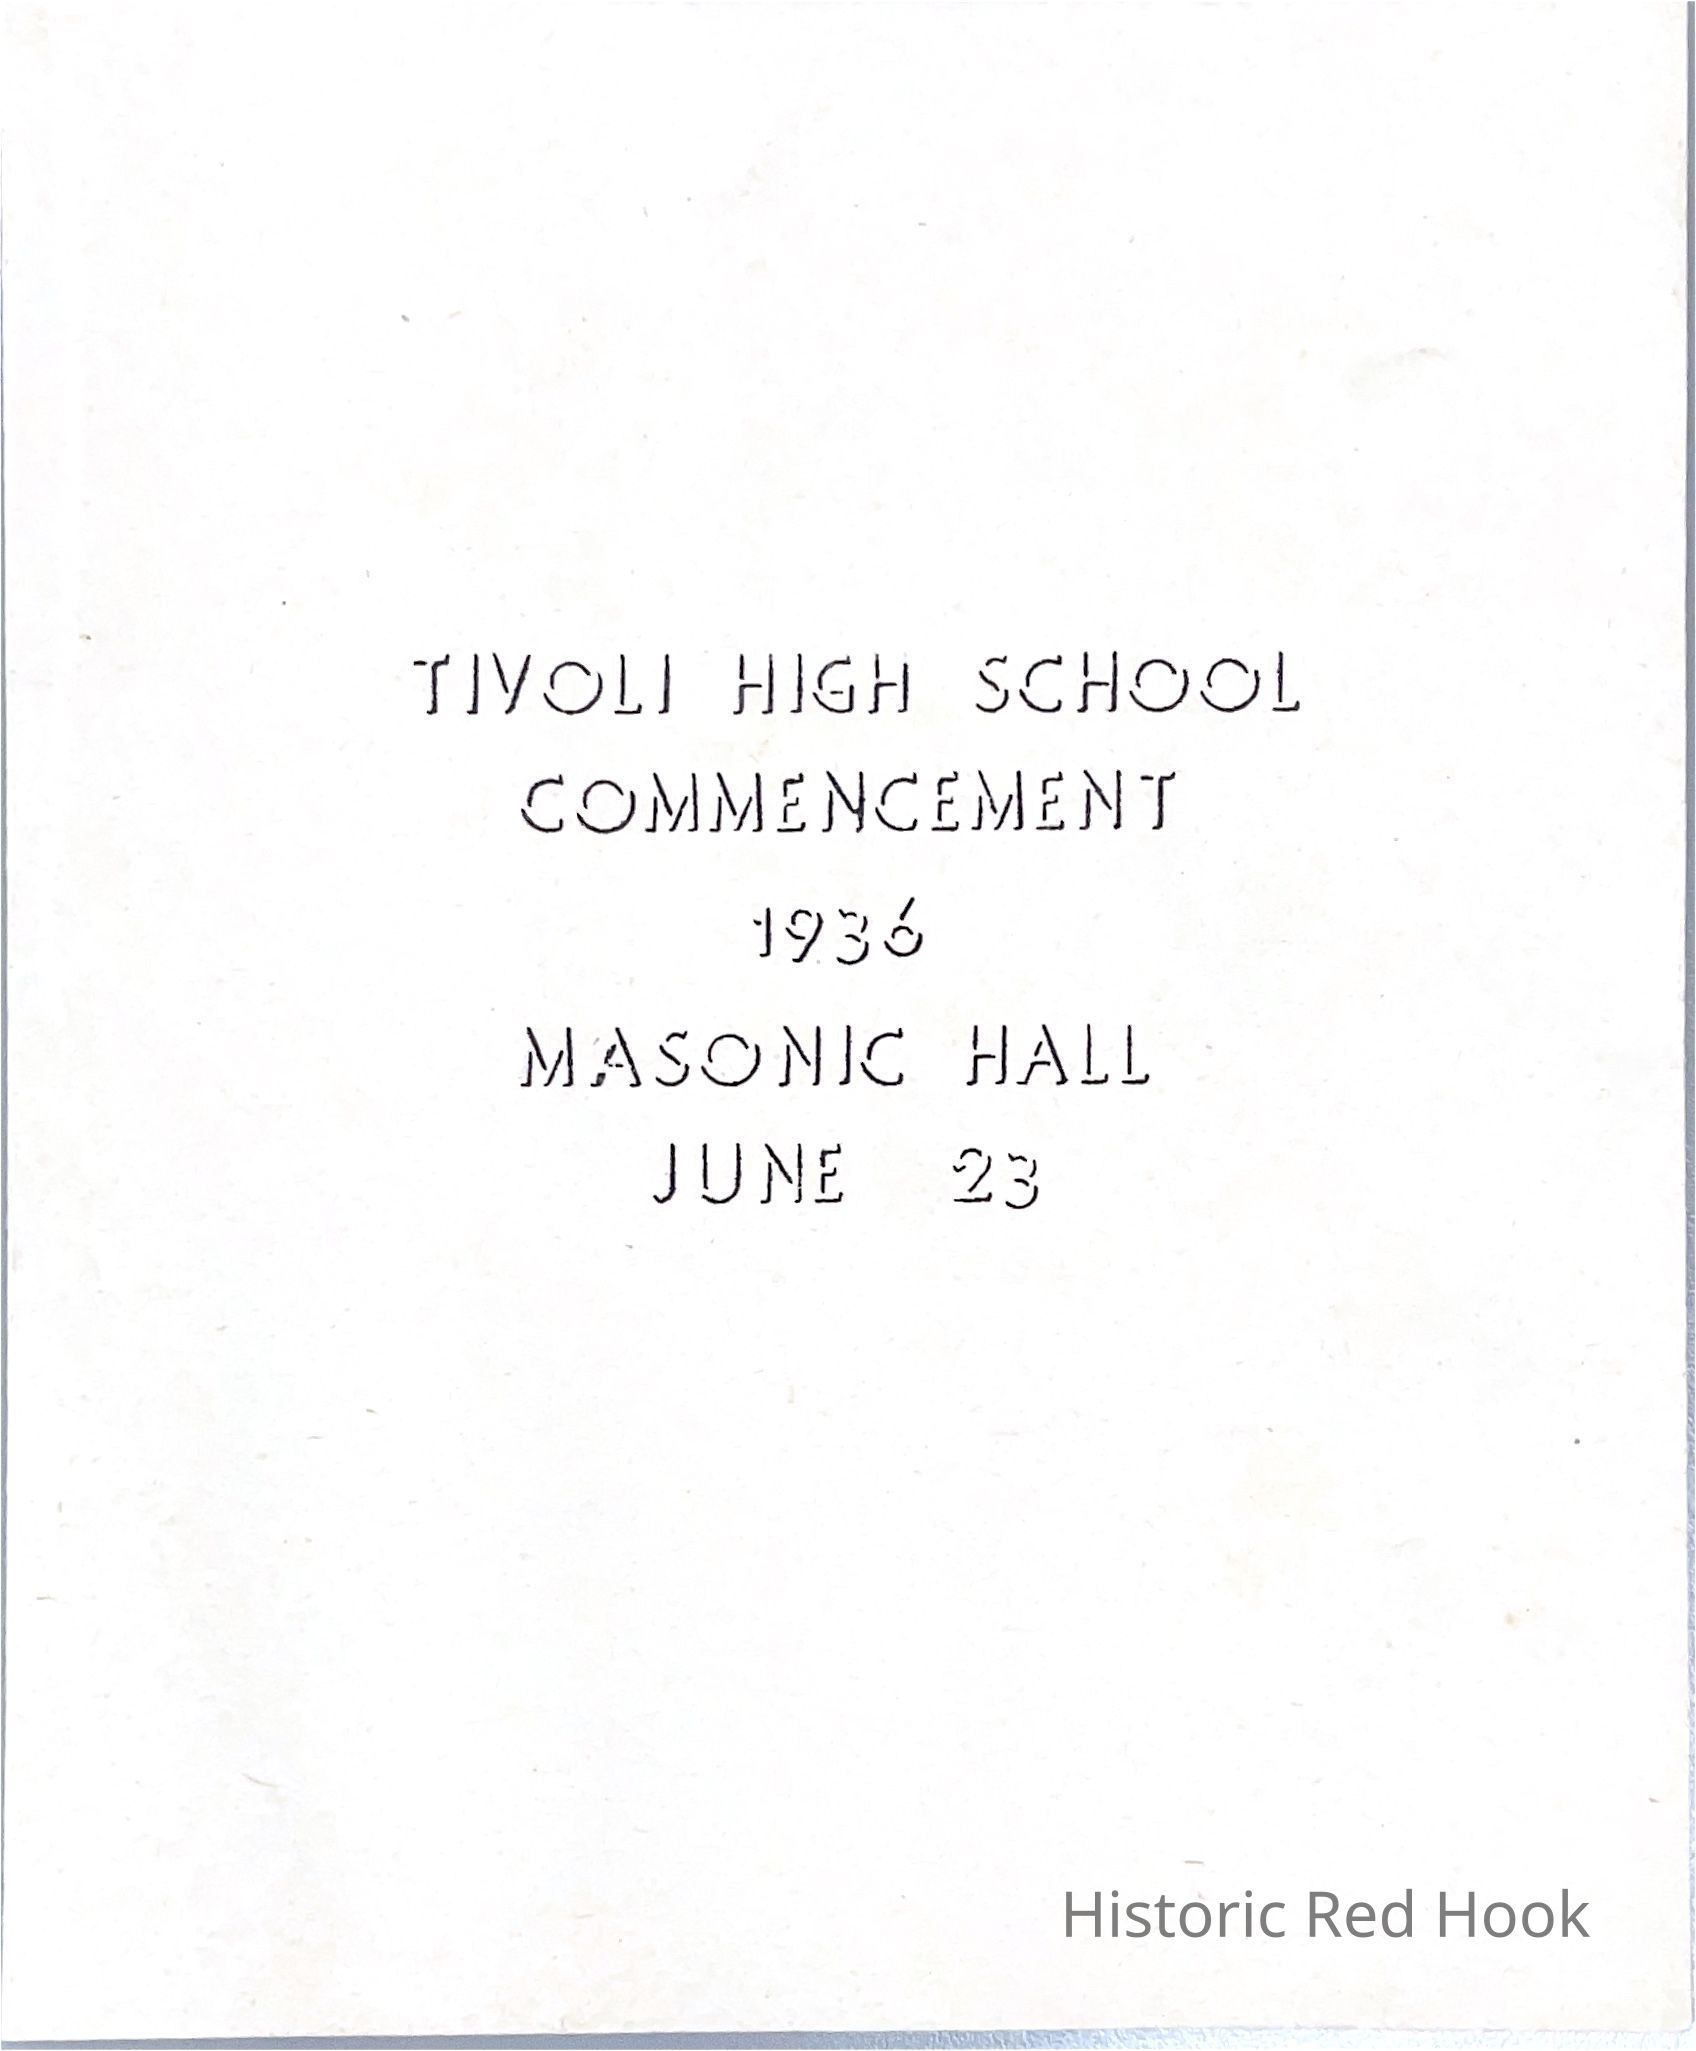 TIVOLI HIGH SCHOOL
COMMENCEMENT
1936
MASONIC HALL
JUNE 23
Historic Red Hook